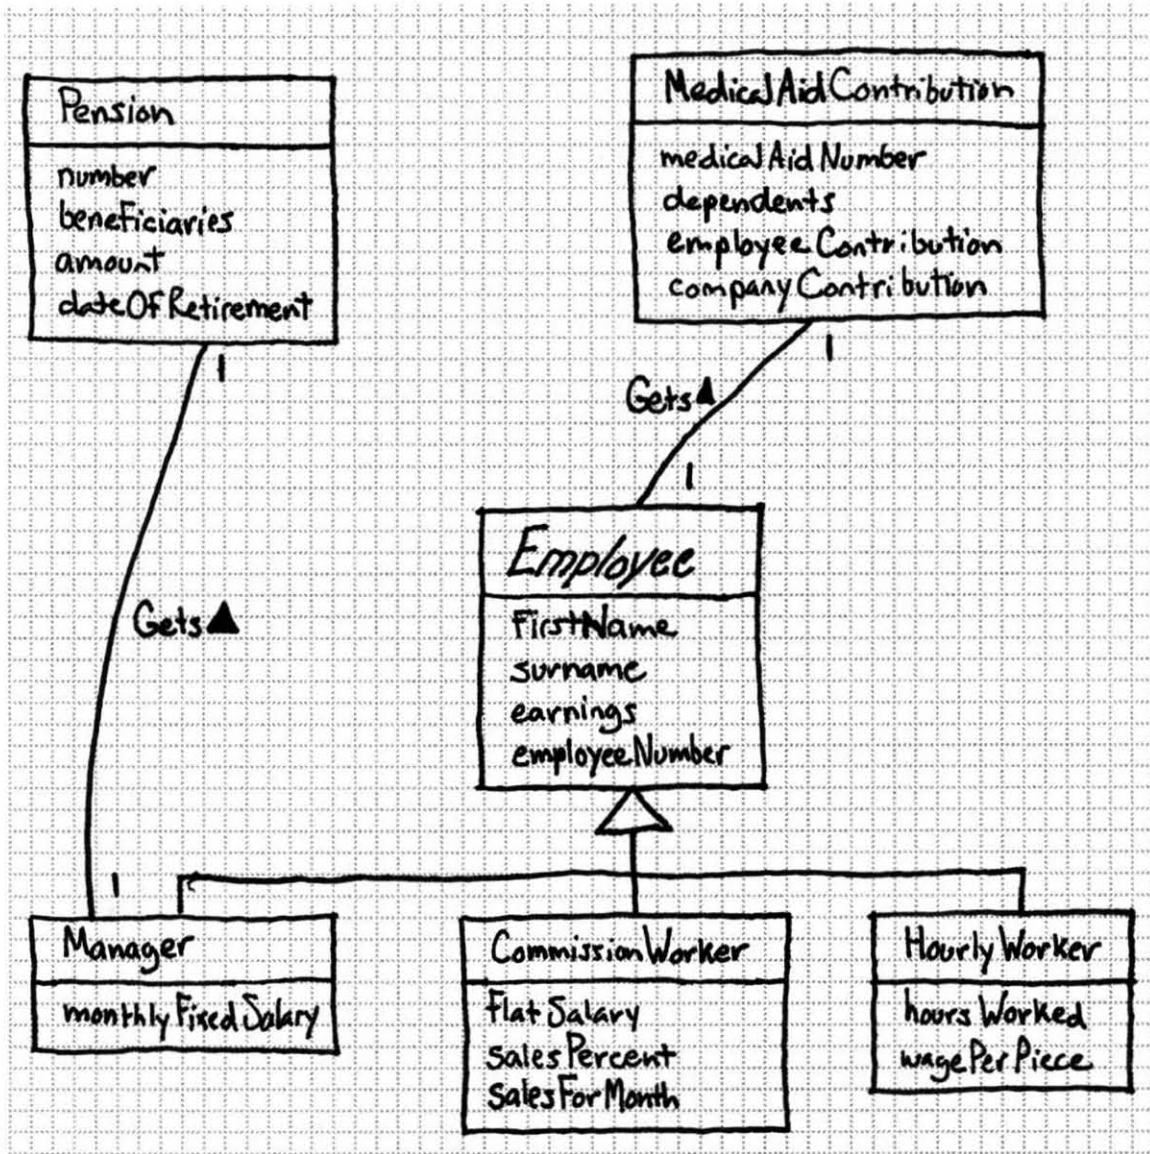 Pension
number
beneficiaries
amount
dateOfRetirement
1
MedicalAidContribution
medicalAidNumber
dependents
employeeContribution
companyContribution
1
Gets▲
1
Employee
firstName
surname
earnings
employeeNumber
Gets▲
1
Manager
monthlyFixedSalary
CommissionWorker
flatSalary
salesPercent
salesForMonth
HourlyWorker
hoursWorked
wagePerPiece